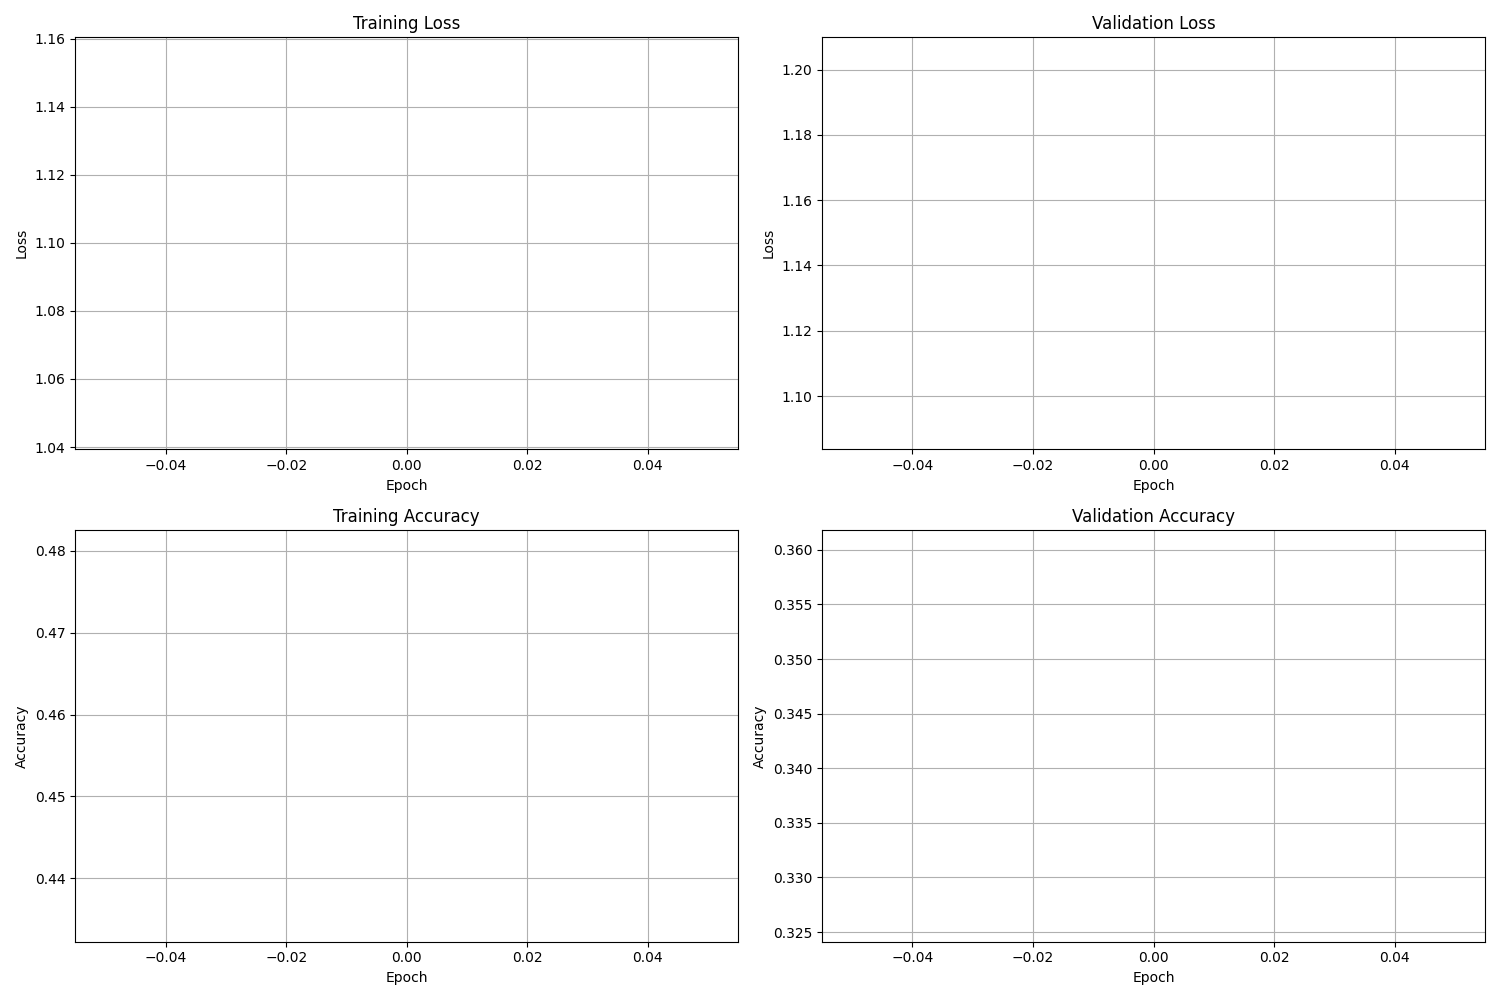 Training Loss
Loss
1.16
1.14
1.12
1.10
1.08
1.06
1.04
−0.04 −0.02 0.00 0.02 0.04
Epoch
Validation Loss
Loss
1.20
1.18
1.16
1.14
1.12
1.10
−0.04 −0.02 0.00 0.02 0.04
Epoch
Training Accuracy
Accuracy
0.48
0.47
0.46
0.45
0.44
−0.04 −0.02 0.00 0.02 0.04
Epoch
Validation Accuracy
Accuracy
0.360
0.355
0.350
0.345
0.340
0.335
0.330
0.325
−0.04 −0.02 0.00 0.02 0.04
Epoch